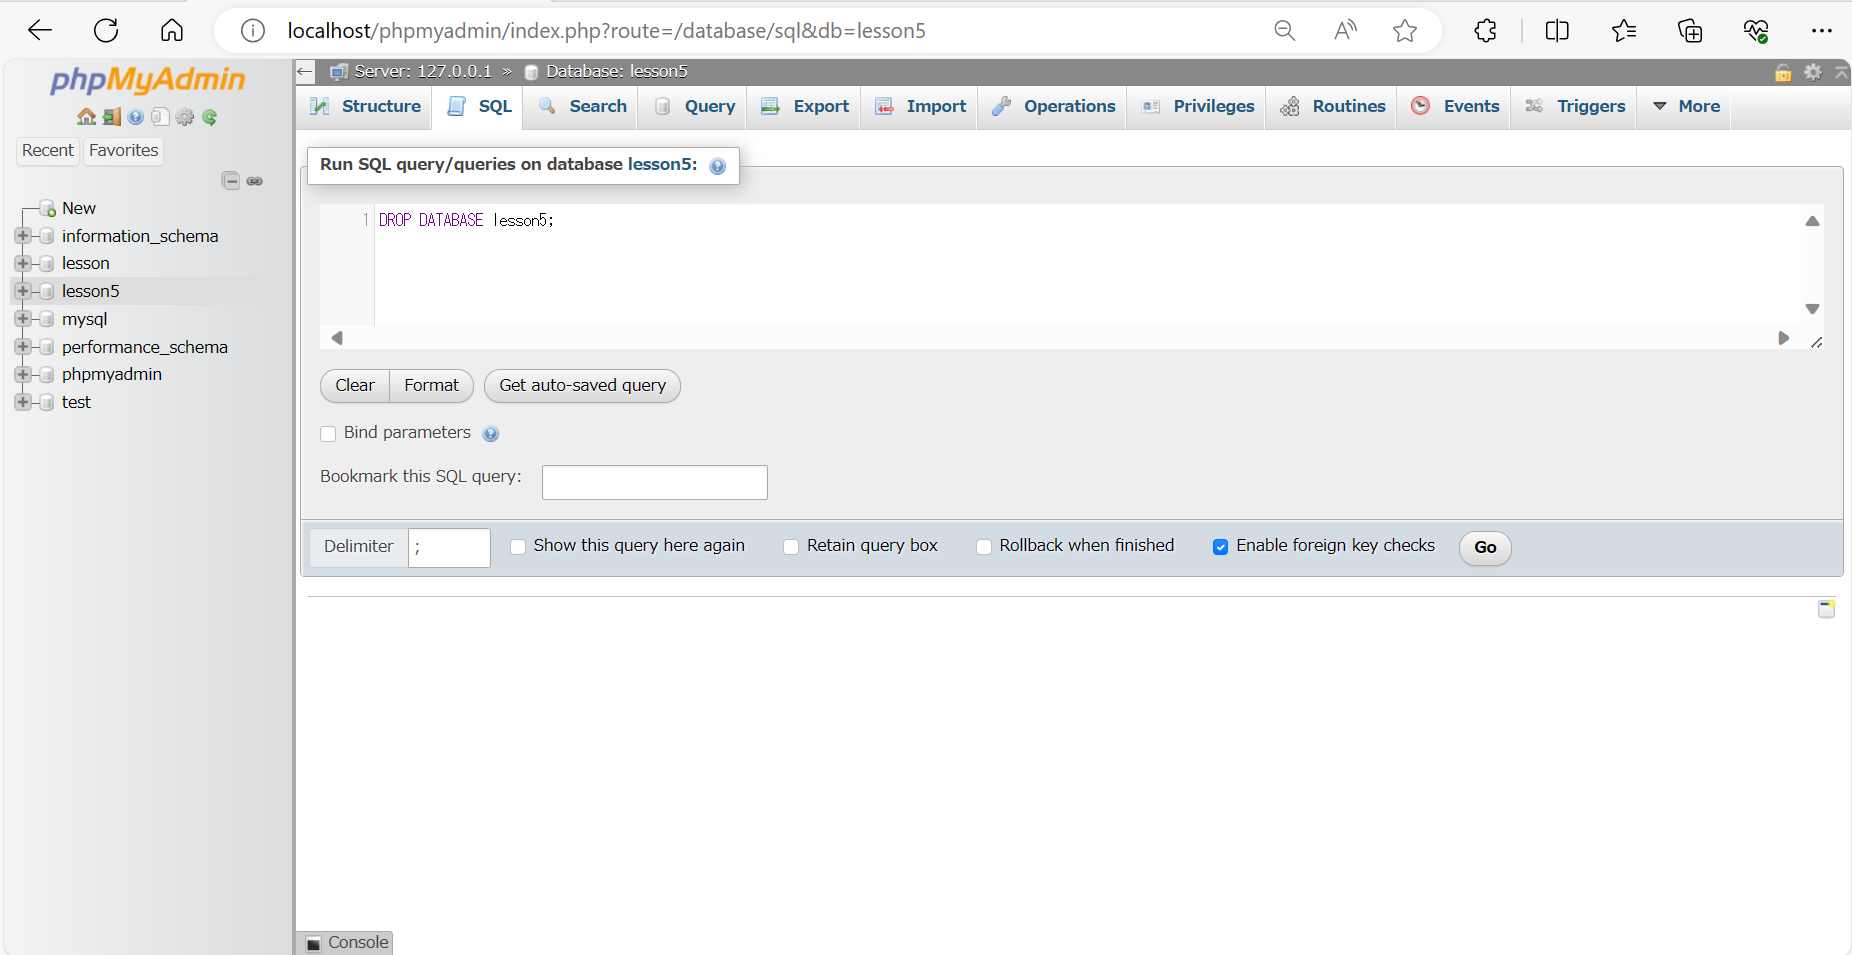 localhost/phpmyadmin/index.php?route=/database/sql&db=lesson5
phpMyAdmin
Recent Favorites
New
information_schema
lesson
lesson5
mysql
performance_schema
phpmyadmin
test
Server: 127.0.0.1 » Database: lesson5
Structure SQL Search Query Export Import Operations Privileges Routines Events Triggers More
Run SQL query/queries on database lesson5:
1 DROP DATABASE lesson5;
Clear Format Get auto-saved query
Bind parameters
Bookmark this SQL query:
Delimiter ; Show this query here again Retain query box Rollback when finished Enable foreign key checks Go
Console